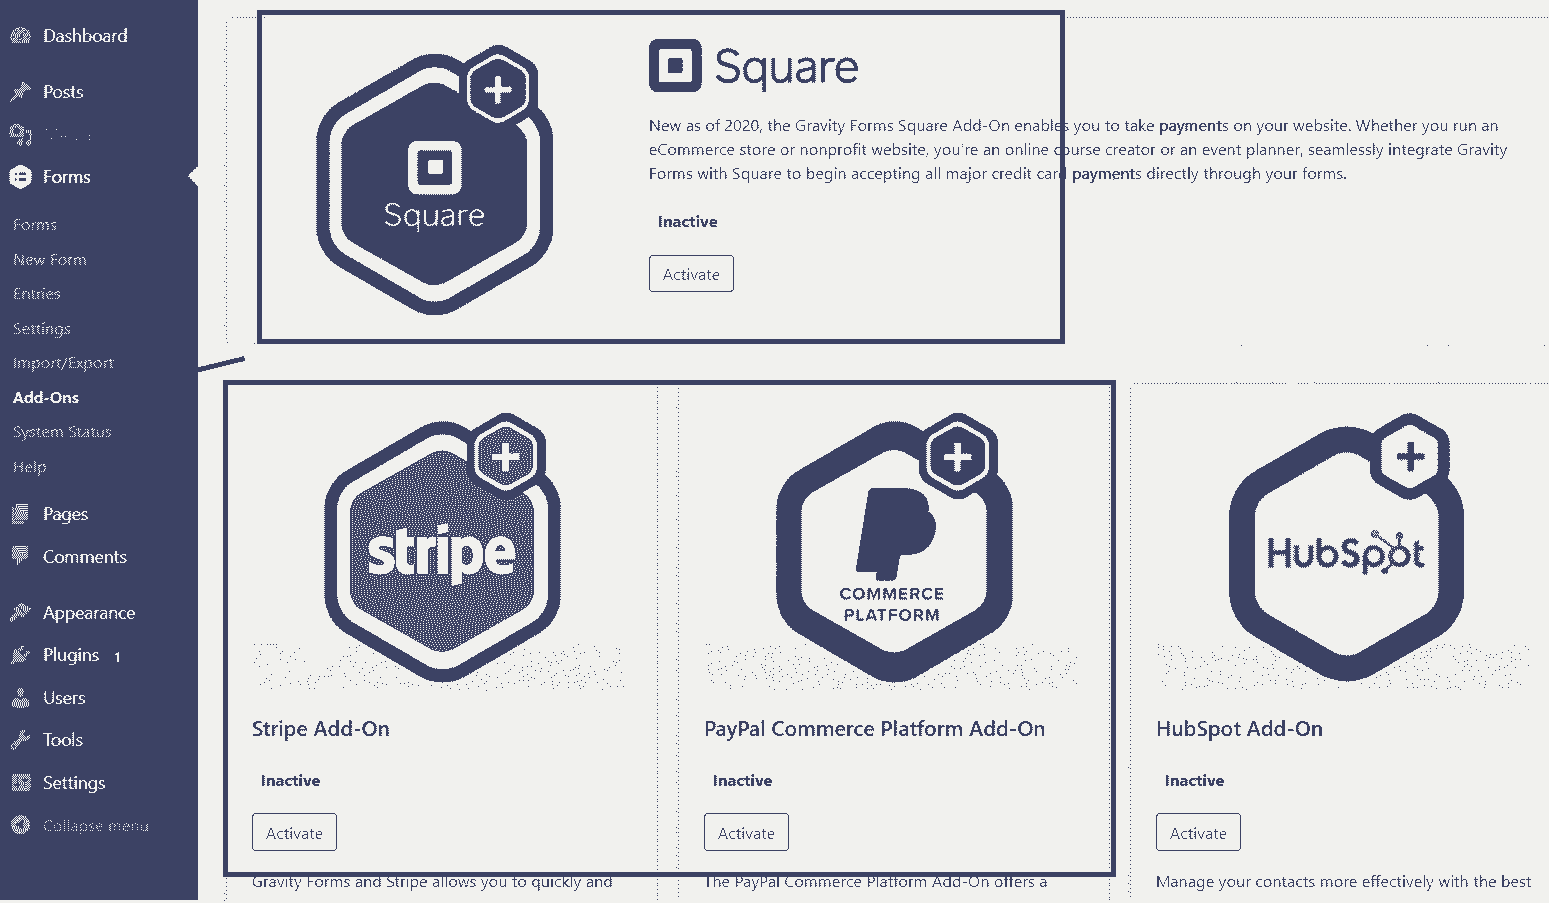 Dashboard
Posts
Forms
Forms
New Form
Entries
Settings
Import/Export
Add-Ons
System Status
Help
Pages
Comments
Appearance
Plugins 1
Users
Tools
Settings
Collapse menu
Square
Square
New as of 2020, the Gravity Forms Square Add-On enables you to take payments on your website. Whether you run an
eCommerce store or nonprofit website, you're an online course creator or an event planner, seamlessly integrate Gravity
Forms with Square to begin accepting all major credit card payments directly through your forms.
Inactive
Activate
stripe
Stripe Add-On
Inactive
Activate
Gravity Forms and Stripe allows you to quickly and
COMMERCE
PLATFORM
PayPal Commerce Platform Add-On
Inactive
Activate
The PayPal Commerce Platform Add-On offers a
HubSpot
HubSpot Add-On
Inactive
Activate
Manage your contacts more effectively with the best